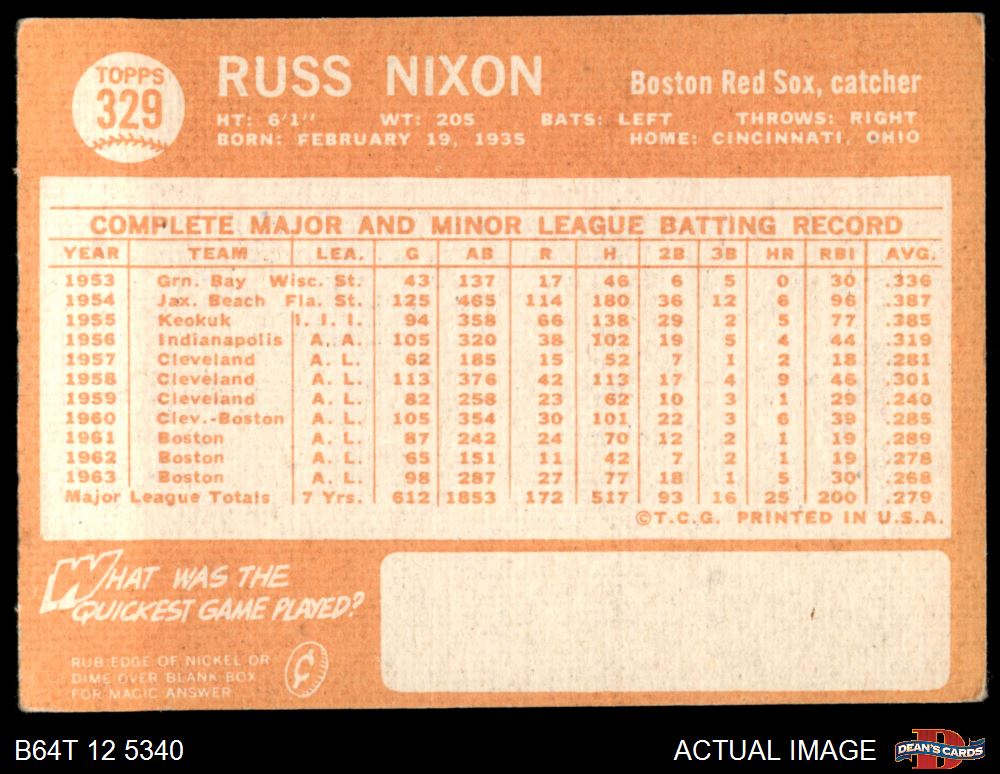 TOPPS
329
RUSS NIXON
Boston Red Sox, catcher
HT: 6'1" WT: 205 BATS: LEFT THROWS: RIGHT
BORN: FEBRUARY 19, 1935 HOME: CINCINNATI, OHIO
COMPLETE MAJOR AND MINOR LEAGUE BATTING RECORD
YEAR TEAM LEA. G AB R H 2B 3B HR RBI AVG.
1953 Grn. Bay Wisc. St. 43 137 17 46 6 5 0 30 .336
1954 Jax. Beach Fla. St. 125 465 114 180 36 12 6 96 .387
1955 Keokuk I. I. I. 94 358 66 138 29 2 5 77 .385
1956 Indianapolis A. A. 105 320 38 102 19 5 4 44 .319
1957 Cleveland A. L. 62 185 15 52 7 1 2 18 .281
1958 Cleveland A. L. 113 376 42 113 17 4 9 46 .301
1959 Cleveland A. L. 82 258 23 62 10 3 1 29 .240
1960 Clev.-Boston A. L. 105 354 30 101 22 3 6 39 .285
1961 Boston A. L. 87 242 24 70 12 2 1 19 .289
1962 Boston A. L. 65 151 11 42 7 2 1 19 .278
1963 Boston A. L. 98 287 27 77 18 1 5 30 .268
Major League Totals 7 Yrs. 612 1853 172 517 93 16 25 200 .279
©T.C.G. PRINTED IN U.S.A.
WHAT WAS THE
QUICKEST GAME PLAYED?
RUB EDGE OF NICKEL OR
DIME OVER BLANK BOX
FOR MAGIC ANSWER
B64T 12 5340
ACTUAL IMAGE
D
DEAN'S CARDS